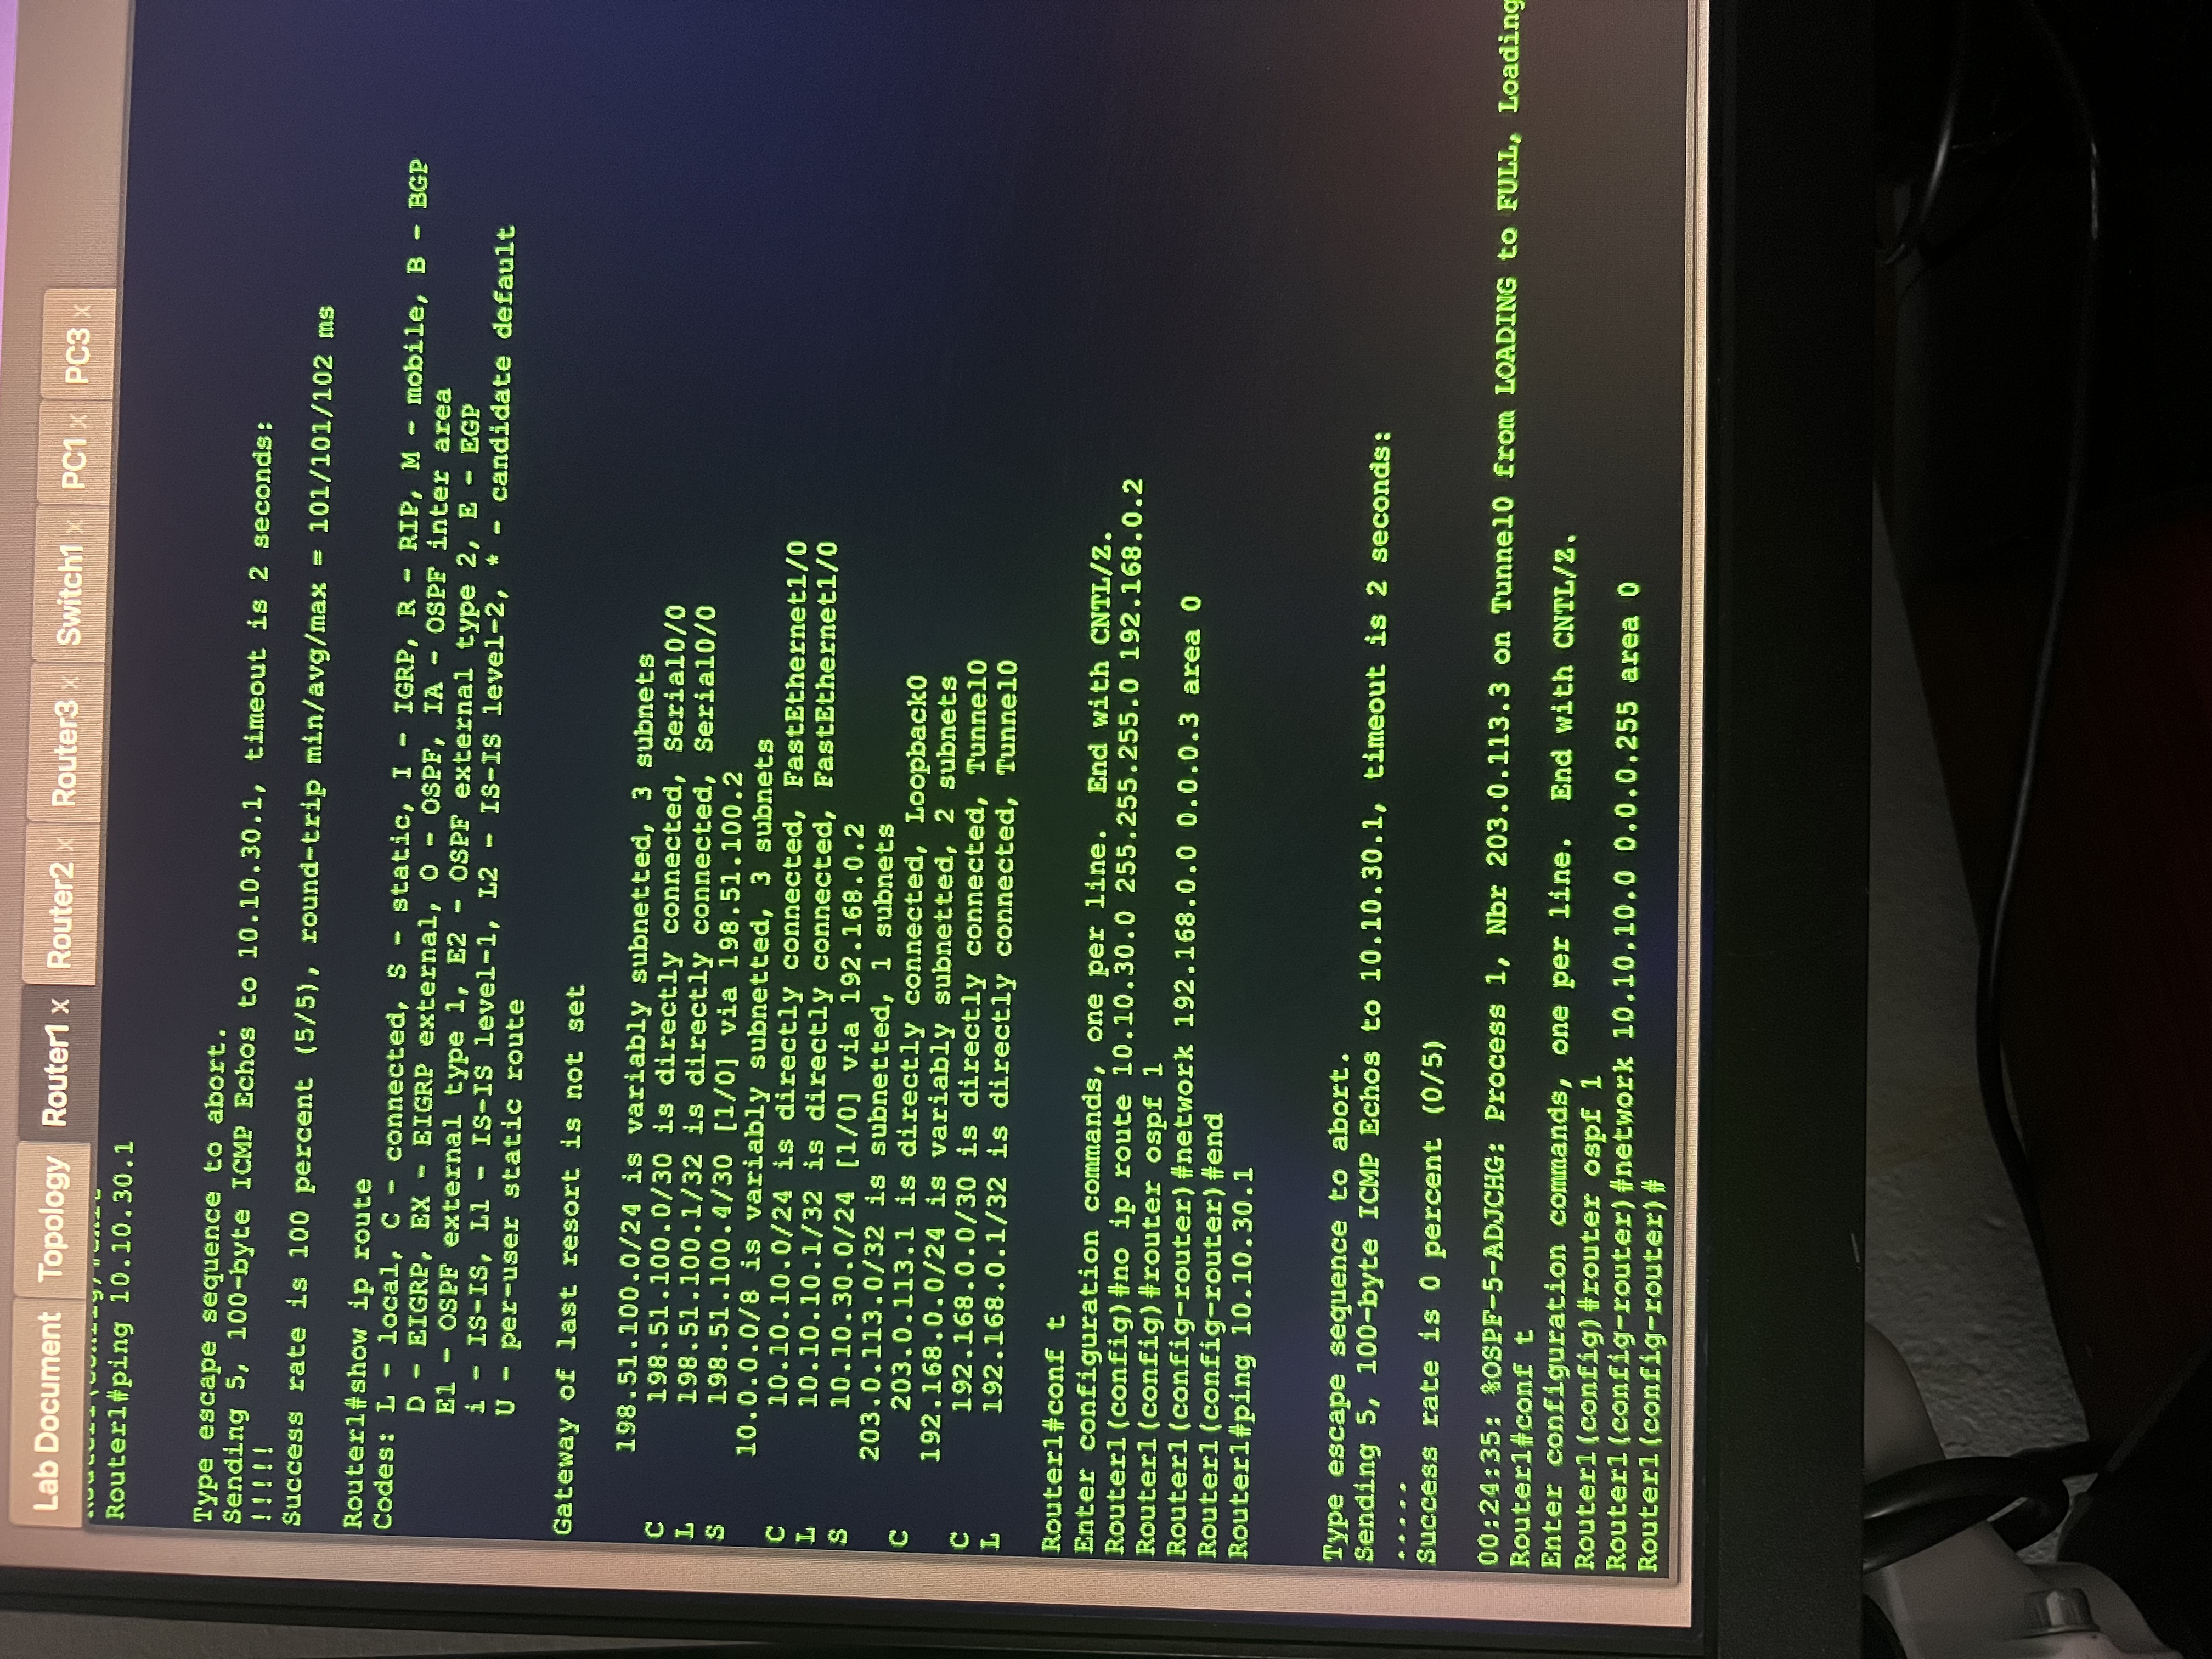 Lab Document Topology Router1 x Router2 x Router3 x Switch1 x PC1 x PC3 x
Router1(config)#exit
Router1#ping 10.10.30.1
Type escape sequence to abort.
Sending 5, 100-byte ICMP Echos to 10.10.30.1, timeout is 2 seconds:
!!!!!
Success rate is 100 percent (5/5), round-trip min/avg/max = 101/101/102 ms
Router1#show ip route
Codes: L - local, C - connected, S - static, I - IGRP, R - RIP, M - mobile, B - BGP
D - EIGRP, EX - EIGRP external, O - OSPF, IA - OSPF inter area
E1 - OSPF external type 1, E2 - OSPF external type 2, E - EGP
i - IS-IS, L1 - IS-IS level-1, L2 - IS-IS level-2, * - candidate default
U - per-user static route
Gateway of last resort is not set
198.51.100.0/24 is variably subnetted, 3 subnets
C 198.51.100.0/30 is directly connected, Serial0/0
L 198.51.100.1/32 is directly connected, Serial0/0
S 198.51.100.4/30 [1/0] via 198.51.100.2
10.0.0.0/8 is variably subnetted, 3 subnets
C 10.10.10.0/24 is directly connected, FastEthernet1/0
L 10.10.10.1/32 is directly connected, FastEthernet1/0
S 10.10.30.0/24 [1/0] via 192.168.0.2
203.0.113.0/32 is subnetted, 1 subnets
C 203.0.113.1 is directly connected, Loopback0
192.168.0.0/24 is variably subnetted, 2 subnets
C 192.168.0.0/30 is directly connected, Tunnel0
L 192.168.0.1/32 is directly connected, Tunnel0
Router1#conf t
Enter configuration commands, one per line. End with CNTL/Z.
Router1(config)#no ip route 10.10.30.0 255.255.255.0 192.168.0.2
Router1(config)#router ospf 1
Router1(config-router)#network 192.168.0.0 0.0.0.3 area 0
Router1(config-router)#end
Router1#ping 10.10.30.1
Type escape sequence to abort.
Sending 5, 100-byte ICMP Echos to 10.10.30.1, timeout is 2 seconds:
.....
Success rate is 0 percent (0/5)
00:24:35: %OSPF-5-ADJCHG: Process 1, Nbr 203.0.113.3 on Tunnel0 from LOADING to FULL, Loading
Router1#conf t
Enter configuration commands, one per line. End with CNTL/Z.
Router1(config)#router ospf 1
Router1(config-router)#network 10.10.10.0 0.0.0.255 area 0
Router1(config-router)#